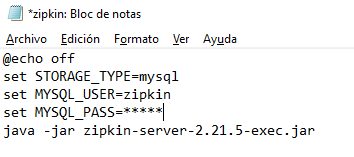 *zipkin: Bloc de notas
Archivo Edición Formato Ver Ayuda
@echo off
set STORAGE_TYPE=mysql
set MYSQL_USER=zipkin
set MYSQL_PASS=*****
java -jar zipkin-server-2.21.5-exec.jar